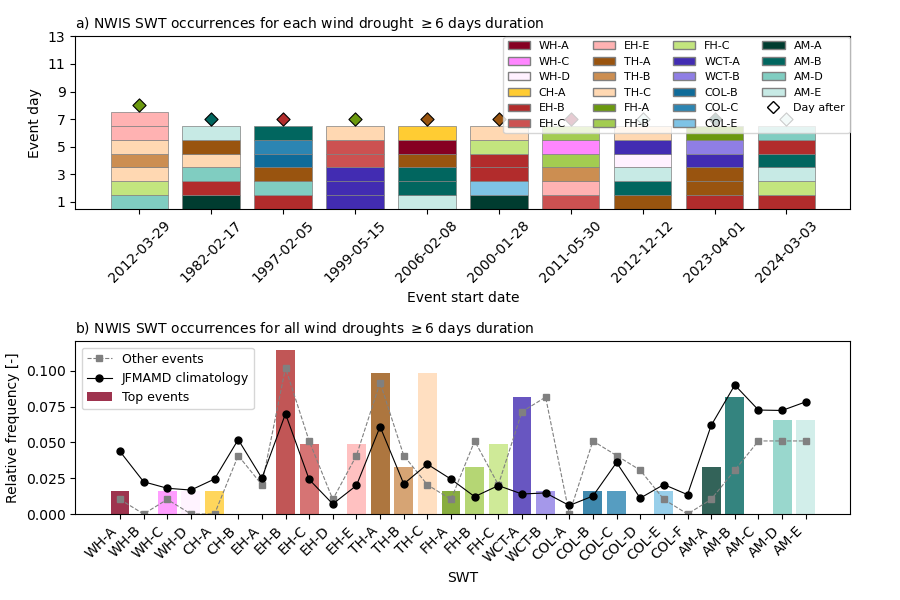 a) NWIS SWT occurrences for each wind drought ≥6 days duration
Event day
13
11
9
7
5
3
1
WH-A
WH-C
WH-D
CH-A
EH-B
EH-C
EH-E
TH-A
TH-B
TH-C
FH-A
FH-B
FH-C
WCT-A
WCT-B
COL-B
COL-C
COL-E
AM-A
AM-B
AM-D
AM-E
Day after
2012-03-29
1982-02-17
1997-02-05
1999-05-15
2006-02-08
2000-01-28
2011-05-30
2012-12-12
2023-04-01
2024-03-03
Event start date
b) NWIS SWT occurrences for all wind droughts ≥6 days duration
Relative frequency [-]
0.100
0.075
0.050
0.025
0.000
Other events
JFMAMD climatology
Top events
WH-A
WH-B
WH-C
WH-D
CH-A
CH-B
EH-A
EH-B
EH-C
EH-D
EH-E
TH-A
TH-B
TH-C
FH-A
FH-B
FH-C
WCT-A
WCT-B
COL-A
COL-B
COL-C
COL-D
COL-E
COL-F
AM-A
AM-B
AM-C
AM-D
AM-E
SWT